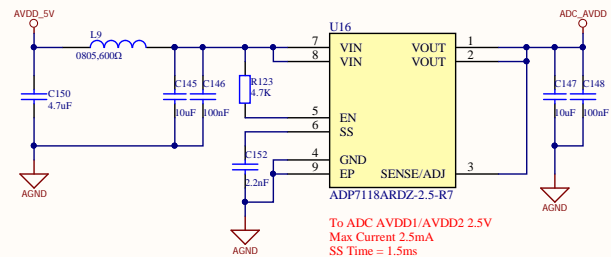 AVDD_5V
ADC_AVDD
L9
0805,600Ω
U16
7 VIN VOUT 1
8 VIN VOUT 2
C150
4.7uF
C145
10uF
C146
100nF
R123
4.7K
5 EN
6 SS
C147
10uF
C148
100nF
C152
2.2nF
4 GND
9 EP SENSE/ADJ 3
ADP7118ARDZ-2.5-R7
AGND
AGND
AGND
To ADC AVDD1/AVDD2 2.5V
Max Current 2.5mA
SS Time = 1.5ms